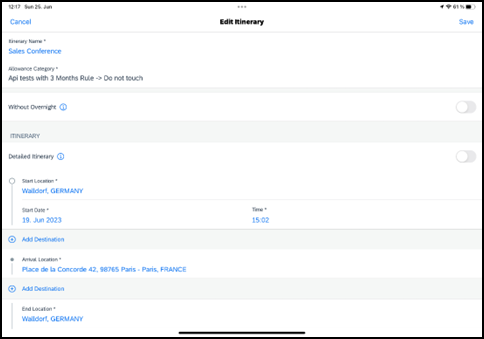 12:17 Sun 25. Jun
61 %
Cancel
Edit Itinerary
Save
Itinerary Name *
Sales Conference
Allowance Category *
Api tests with 3 Months Rule -> Do not touch
Without Overnight
ITINERARY
Detailed Itinerary
Start Location *
Walldorf, GERMANY
Start Date *
Time *
19. Jun 2023
15:02
Add Destination
Arrival Location *
Place de la Concorde 42, 98765 Paris - Paris, FRANCE
Add Destination
End Location *
Walldorf, GERMANY